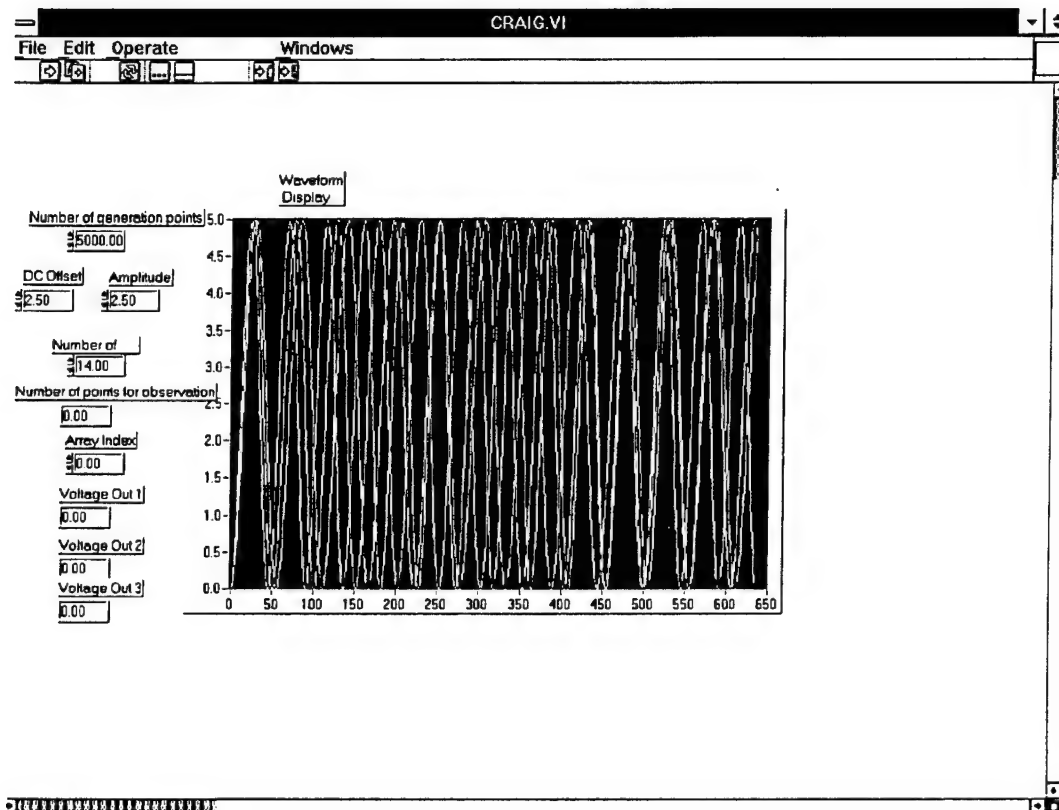 CRAIG.VI
File Edit Operate Windows
Waveform
Display
Number of generation points
5000.00
DC Offset Amplitude
2.50 2.50
Number of
14.00
Number of points for observation
0.00
Array Index
0.00
Voltage Out 1
0.00
Voltage Out 2
0.00
Voltage Out 3
0.00
5.0
4.5
4.0
3.5
3.0
2.5
2.0
1.5
1.0
0.5
0.0
0 50 100 150 200 250 300 350 400 450 500 550 600 650